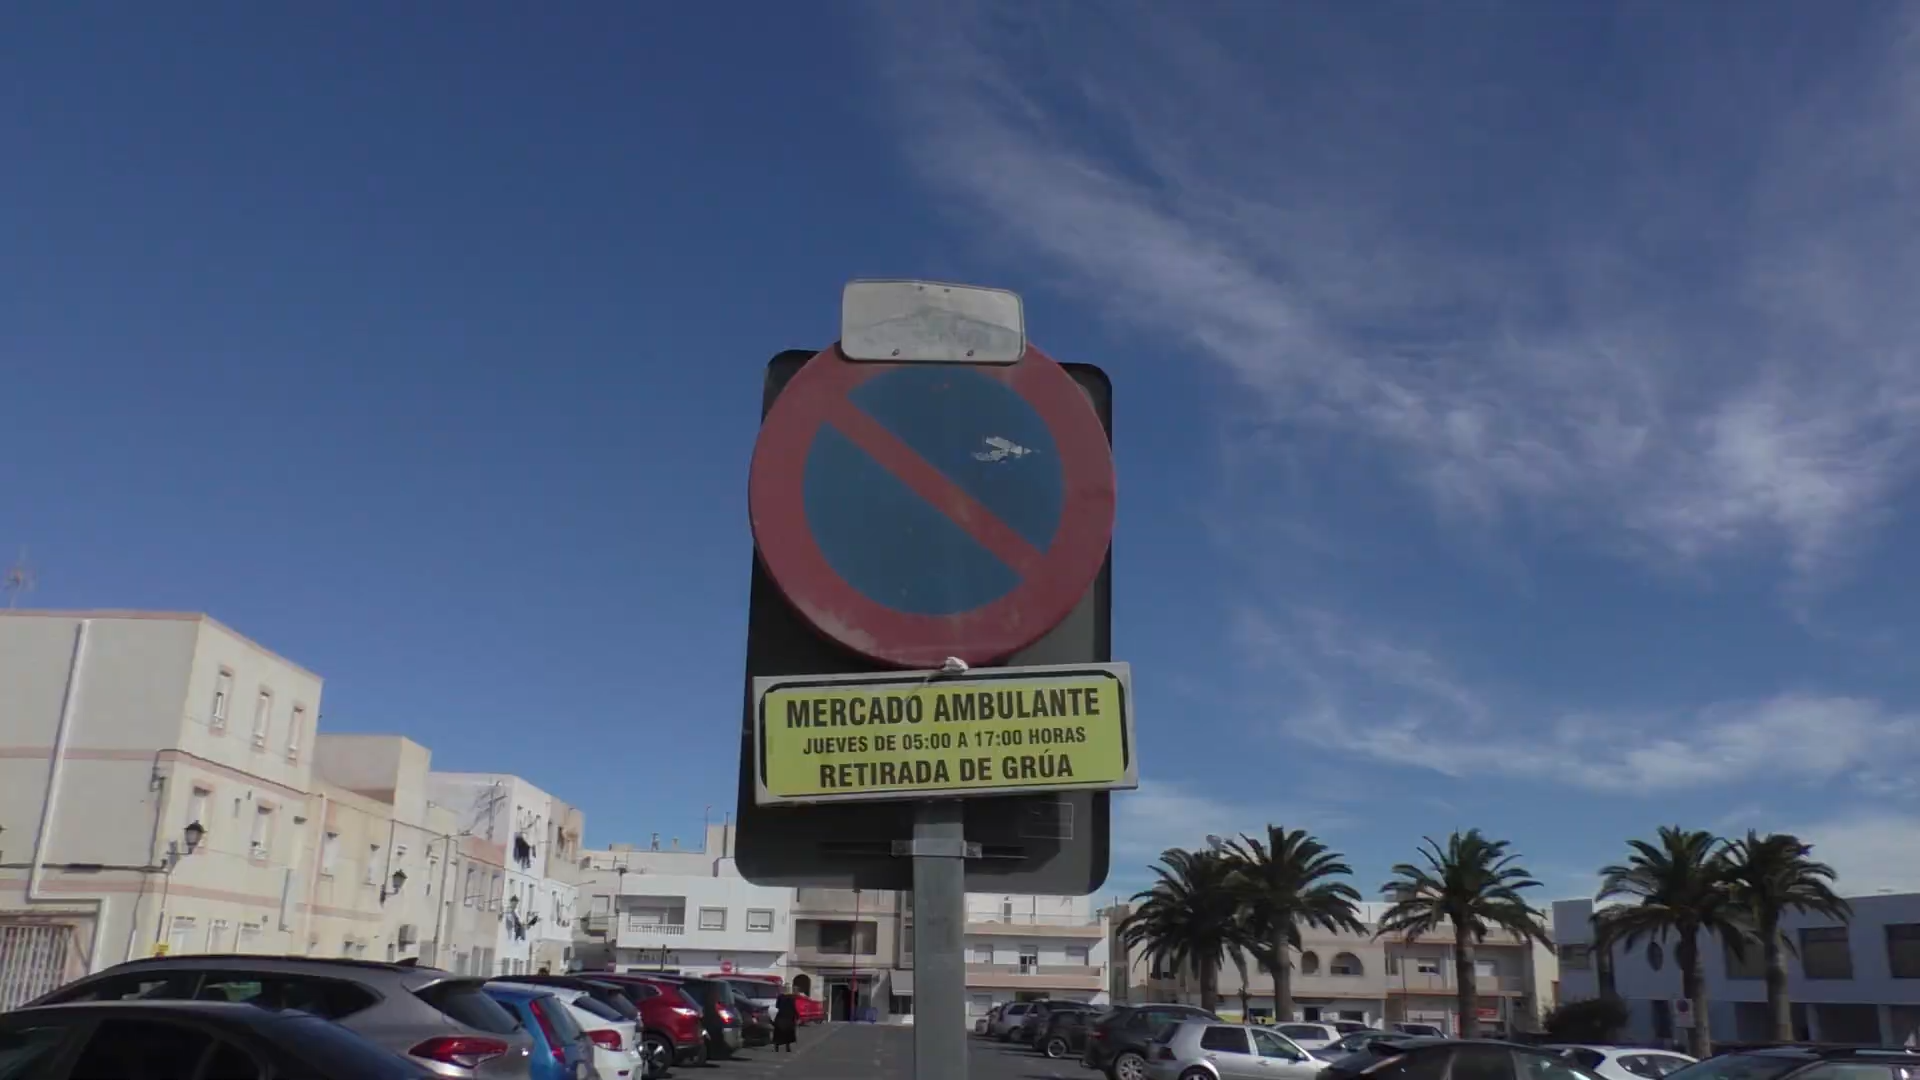 MERCADO AMBULANTE
JUEVES DE 05:00 A 17:00 HORAS
RETIRADA DE GRÚA